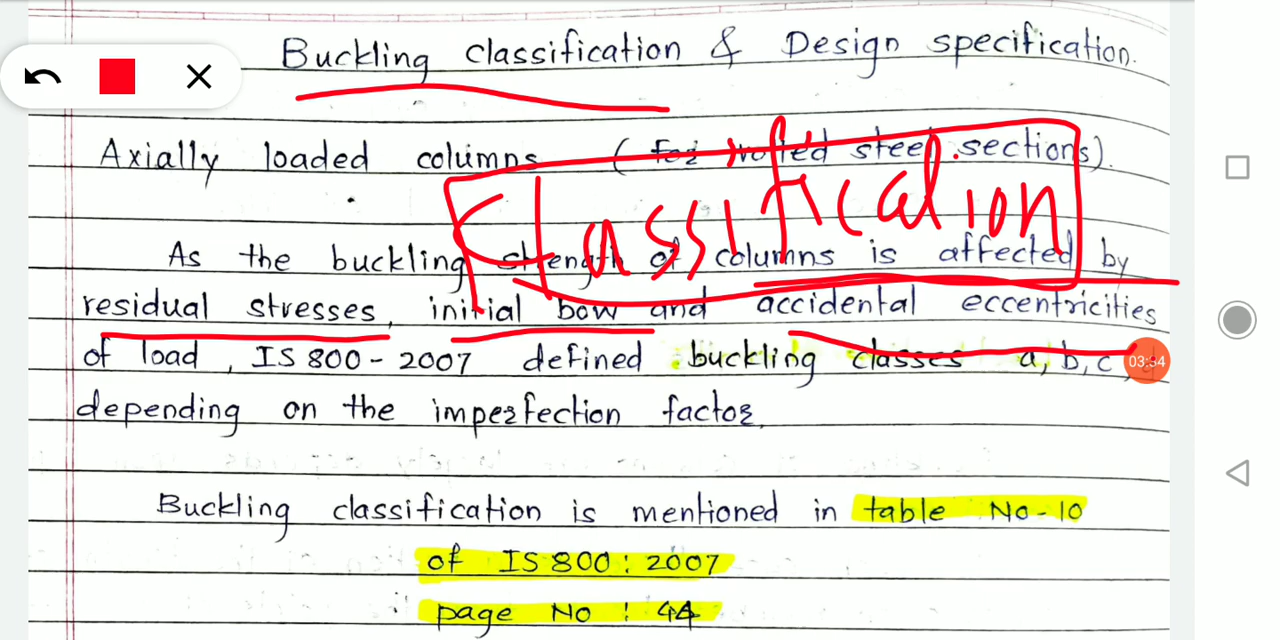 Buckling classification & Design specification.
Axially loaded columns (for rolled steel sections).
Classification
As the buckling strength of columns is affected by
residual stresses, initial bow and accidental eccentricities
of load, IS 800-2007 defined buckling classes a, b, c
03:54
depending on the imperfection factor.
Buckling classification is mentioned in table No-10
of IS 800: 2007
page No : 44